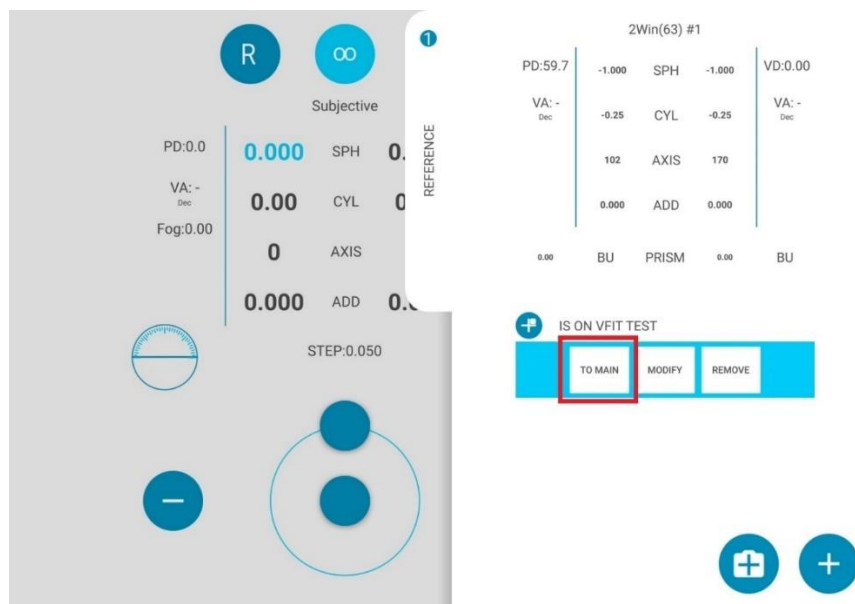 R
∞
Subjective
PD:0.0
0.000 SPH 0.
VA: -
Dec
0.00 CYL 0
Fog:0.00
0 AXIS
0.000 ADD
STEP:0.050
1
REFERENCE
2Win(63) #1
PD:59.7
-1.000 SPH -1.000
VD:0.00
VA: -
Dec
-0.25 CYL -0.25
VA: -
Dec
102 AXIS 170
0.000 ADD 0.000
0.00 BU PRISM 0.00 BU
IS ON VFIT TEST
TO MAIN MODIFY REMOVE